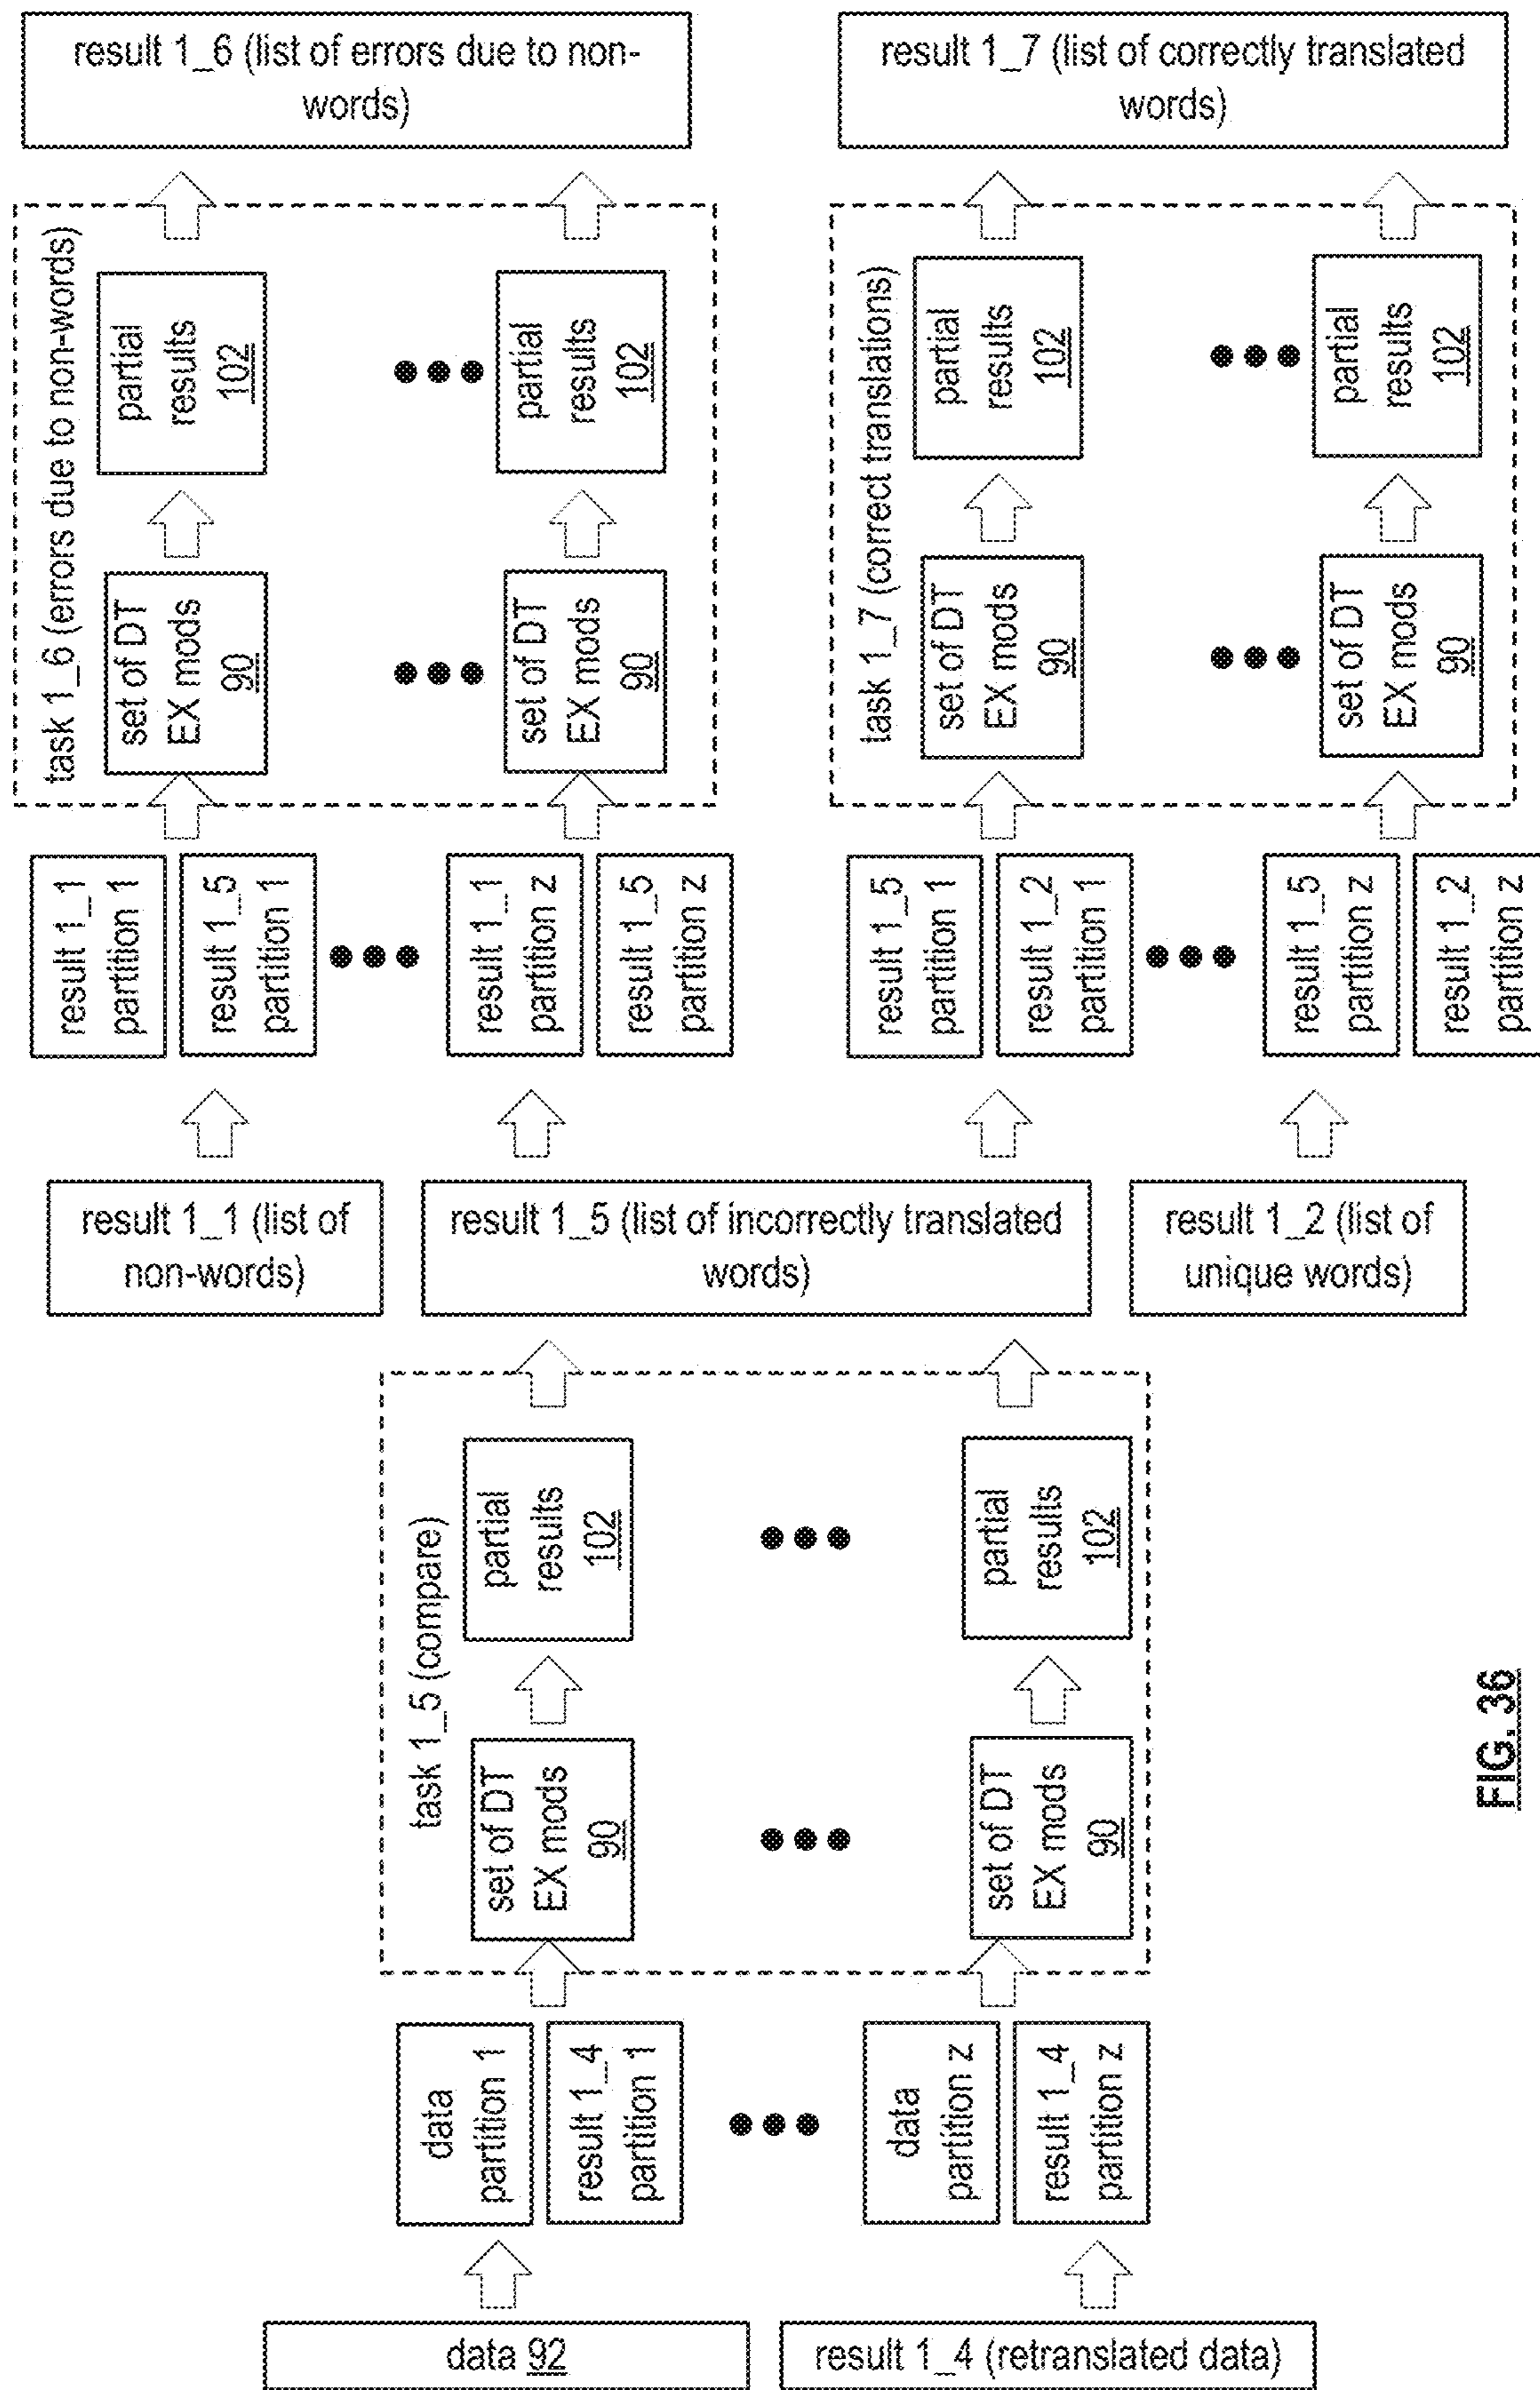 data 92
result 1_4 (retranslated data)
data
partition 1
result 1_4
partition 1
data
partition z
result 1_4
partition z
task 1_5 (compare)
set of DT
EX mods
90
partial
results
102
set of DT
EX mods
90
partial
results
102
result 1_1 (list of
non-words)
result 1_5 (list of incorrectly translated
words)
result 1_2 (list of
unique words)
result 1_1
partition 1
result 1_5
partition 1
result 1_1
partition z
result 1_5
partition z
task 1_6 (errors due to non-words)
set of DT
EX mods
90
partial
results
102
set of DT
EX mods
90
partial
results
102
result 1_6 (list of errors due to non-
words)
result 1_5
partition 1
result 1_2
partition 1
result 1_5
partition z
result 1_2
partition z
task 1_7 (correct translations)
set of DT
EX mods
90
partial
results
102
set of DT
EX mods
90
partial
results
102
result 1_7 (list of correctly translated
words)
FIG. 36